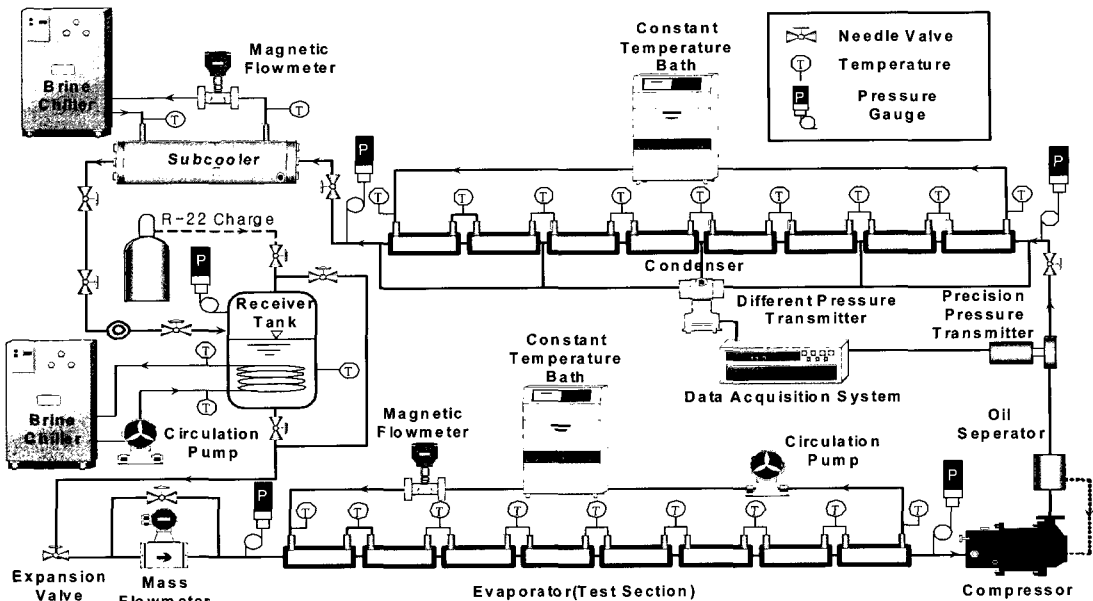 Brine
Chiller
Magnetic
Flowmeter
T
Subcooler
P
Constant
Temperature
Bath
Needle Valve
T
Temperature
P
Pressure
Gauge
P
T
T
T
T
T
T
T
T
T
R-22 Charge
P
Receiver
Tank
Condenser
Different Pressure
Transmitter
Precision
Pressure
Transmitter
Data Acquisition System
Brine
Chiller
T
T
T
Circulation
Pump
Constant
Temperature
Bath
Magnetic
Flowmeter
Circulation
Pump
Oil
Seperator
P
P
T
T
T
T
T
T
T
T
T
Expansion
Valve
Mass
Flowmeter
Evaporator(Test Section)
Compressor